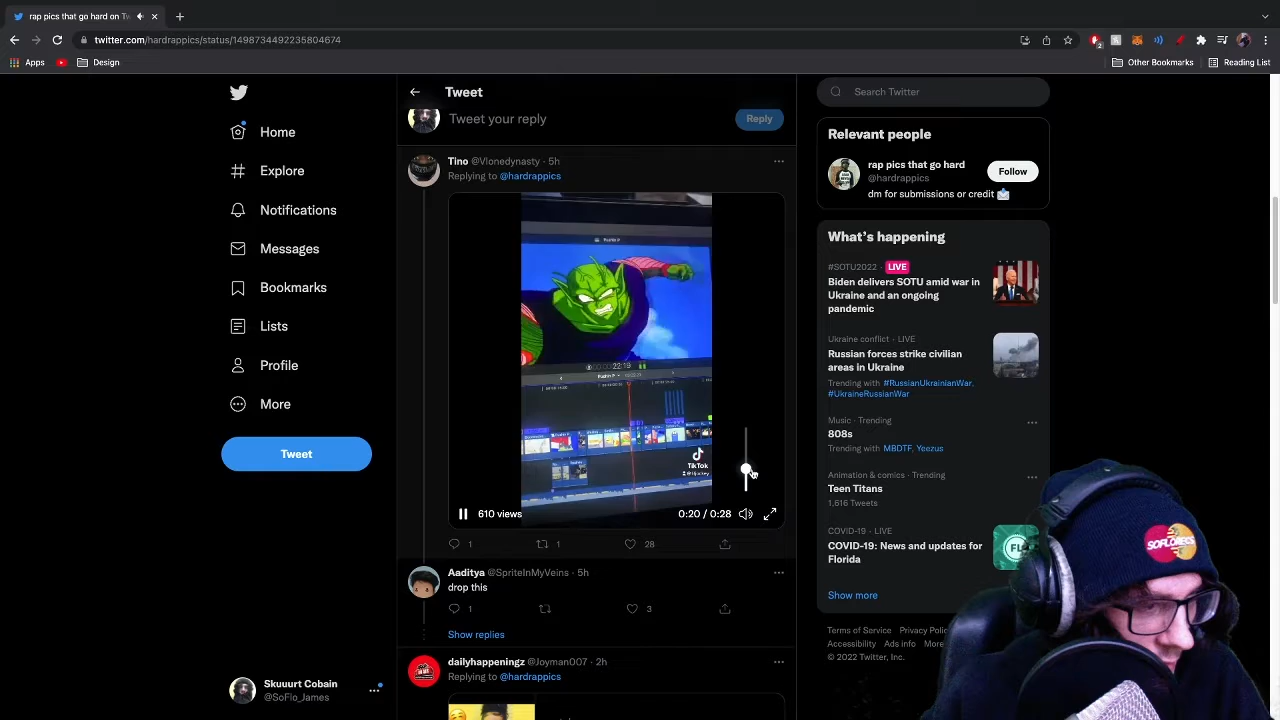 rap pics that go hard on Tw
twitter.com/hardrappics/status/1498734492235804674
Apps
Design
Other Bookmarks
Reading List
Home
Explore
Notifications
Messages
Bookmarks
Lists
Profile
More
Tweet
Skuuurt Cobain
@SoFlo_James
Tweet
Tweet your reply
Reply
Tino @Vlonedynasty · 5h
Replying to @hardrappics
22:19
TikTok
610 views
0:20 / 0:28
1
1
28
Aaditya @SpriteInMyVeins · 5h
drop this
1
3
Show replies
dailyhappeningz @Joyman007 · 2h
Replying to @hardrappics
Search Twitter
Relevant people
rap pics that go hard
@hardrappics
Follow
dm for submissions or credit
What's happening
#SOTU2022 · LIVE
Biden delivers SOTU amid war in
Ukraine and an ongoing
pandemic
Ukraine conflict · LIVE
Russian forces strike civilian
areas in Ukraine
Trending with #RussianUkrainianWar,
#UkraineRussianWar
Music · Trending
808s
Trending with MBDTF, Yeezus
Animation & comics · Trending
Teen Titans
1,616 Tweets
COVID-19 · LIVE
COVID-19: News and updates for
Florida
FL
Show more
Terms of Service Privacy
Accessibility Ads info More
© 2022 Twitter, Inc.